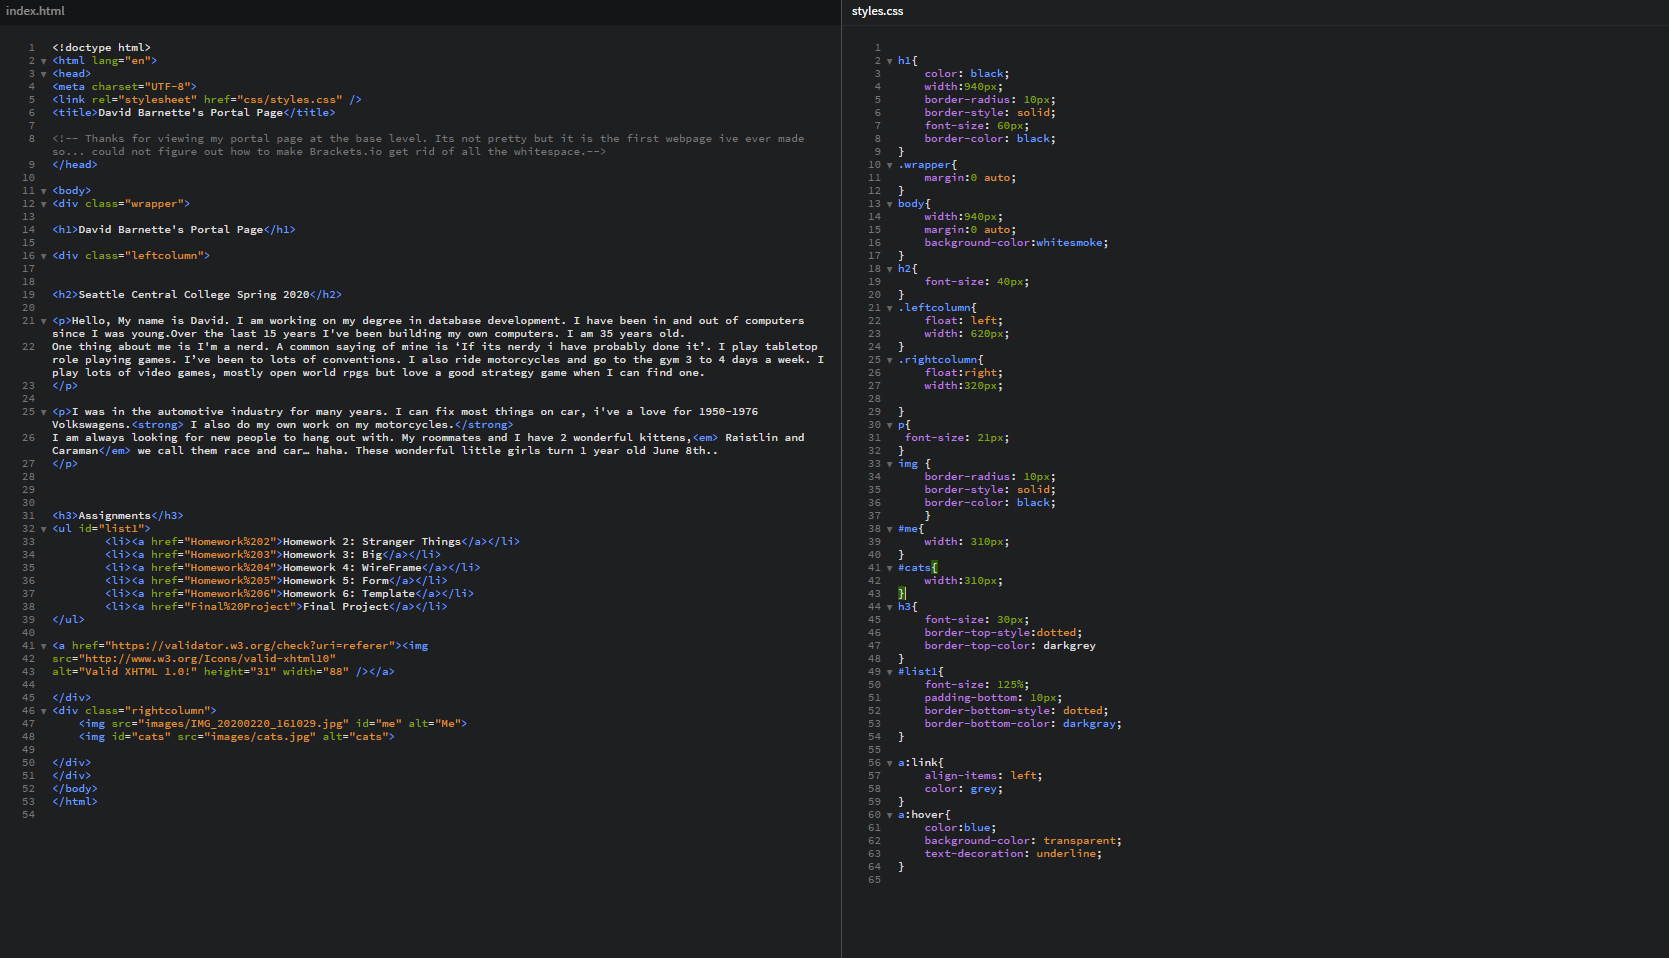 index.html
1 <!doctype html>
2 <html lang="en">
3 <head>
4 <meta charset="UTF-8">
5 <link rel="stylesheet" href="css/styles.css" />
6 <title>David Barnette's Portal Page</title>
7
8 <!-- Thanks for viewing my portal page at the base level. Its not pretty but it is the first webpage ive ever made
so... could not figure out how to make Brackets.io get rid of all the whitespace.-->
9 </head>
10
11 <body>
12 <div class="wrapper">
13
14 <h1>David Barnette's Portal Page</h1>
15
16 <div class="leftcolumn">
17
18
19 <h2>Seattle Central College Spring 2020</h2>
20
21 <p>Hello, My name is David. I am working on my degree in database development. I have been in and out of computers
since I was young.Over the last 15 years I've been building my own computers. I am 35 years old.
22 One thing about me is I'm a nerd. A common saying of mine is ‘If its nerdy i have probably done it’. I play tabletop
role playing games. I’ve been to lots of conventions. I also ride motorcycles and go to the gym 3 to 4 days a week. I
play lots of video games, mostly open world rpgs but love a good strategy game when I can find one.
23 </p>
24
25 <p>I was in the automotive industry for many years. I can fix most things on car, i've a love for 1950-1976
Volkswagens.<strong> I also do my own work on my motorcycles.</strong>
26 I am always looking for new people to hang out with. My roommates and I have 2 wonderful kittens,<em> Raistlin and
Caraman</em> we call them race and car… haha. These wonderful little girls turn 1 year old June 8th..
27 </p>
28
29
30
31 <h3>Assignments</h3>
32 <ul id="list1">
33 <li><a href="Homework%202">Homework 2: Stranger Things</a></li>
34 <li><a href="Homework%203">Homework 3: Big</a></li>
35 <li><a href="Homework%204">Homework 4: WireFrame</a></li>
36 <li><a href="Homework%205">Homework 5: Form</a></li>
37 <li><a href="Homework%206">Homework 6: Template</a></li>
38 <li><a href="Final%20Project">Final Project</a></li>
39 </ul>
40
41 <a href="https://validator.w3.org/check?uri=referer"><img
42 src="http://www.w3.org/Icons/valid-xhtml10"
43 alt="Valid XHTML 1.0!" height="31" width="88" /></a>
44
45 </div>
46 <div class="rightcolumn">
47 <img src="images/IMG_20200220_161029.jpg" id="me" alt="Me">
48 <img id="cats" src="images/cats.jpg" alt="cats">
49
50 </div>
51 </div>
52 </body>
53 </html>
54
styles.css
1
2 h1{
3 color: black;
4 width:940px;
5 border-radius: 10px;
6 border-style: solid;
7 font-size: 60px;
8 border-color: black;
9 }
10 .wrapper{
11 margin:0 auto;
12 }
13 body{
14 width:940px;
15 margin:0 auto;
16 background-color:whitesmoke;
17 }
18 h2{
19 font-size: 40px;
20 }
21 .leftcolumn{
22 float: left;
23 width: 620px;
24 }
25 .rightcolumn{
26 float:right;
27 width:320px;
28
29 }
30 p{
31 font-size: 21px;
32 }
33 img {
34 border-radius: 10px;
35 border-style: solid;
36 border-color: black;
37 }
38 #me{
39 width: 310px;
40 }
41 #cats{
42 width:310px;
43 }
44 h3{
45 font-size: 30px;
46 border-top-style:dotted;
47 border-top-color: darkgrey
48 }
49 #list1{
50 font-size: 125%;
51 padding-bottom: 10px;
52 border-bottom-style: dotted;
53 border-bottom-color: darkgray;
54 }
55
56 a:link{
57 align-items: left;
58 color: grey;
59 }
60 a:hover{
61 color:blue;
62 background-color: transparent;
63 text-decoration: underline;
64 }
65